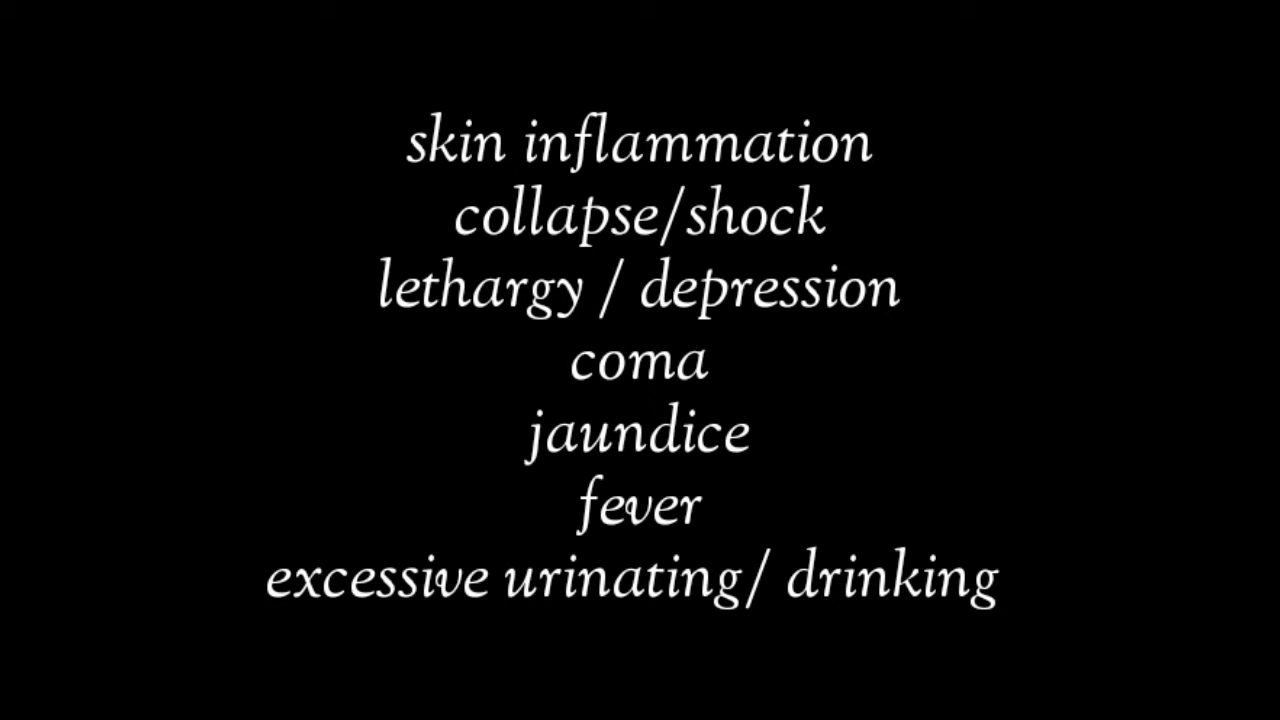 skin inflammation
collapse/shock
lethargy / depression
coma
jaundice
fever
excessive urinating/ drinking